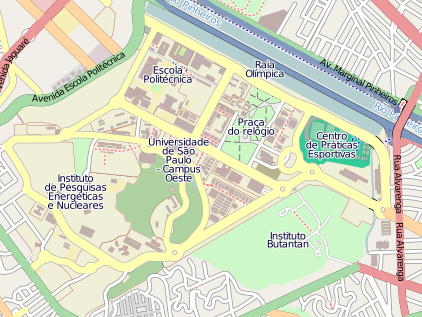 Rio Pinheiros
Avenida Jaguaré
Avenida Escola Politécnica
Escola
Politécnica
Raia
Olímpica
Av. Marginal Pinheiros
Rio Pinheiros
Praça
do relógio
Centro
de Práticas
Esportivas
Universidade
de São
Paulo
- Campus
Oeste
Instituto
de Pesquisas
Energéticas
e Nucleares
Rua Alvarenga
Instituto
Butantan
Rua Alvarenga